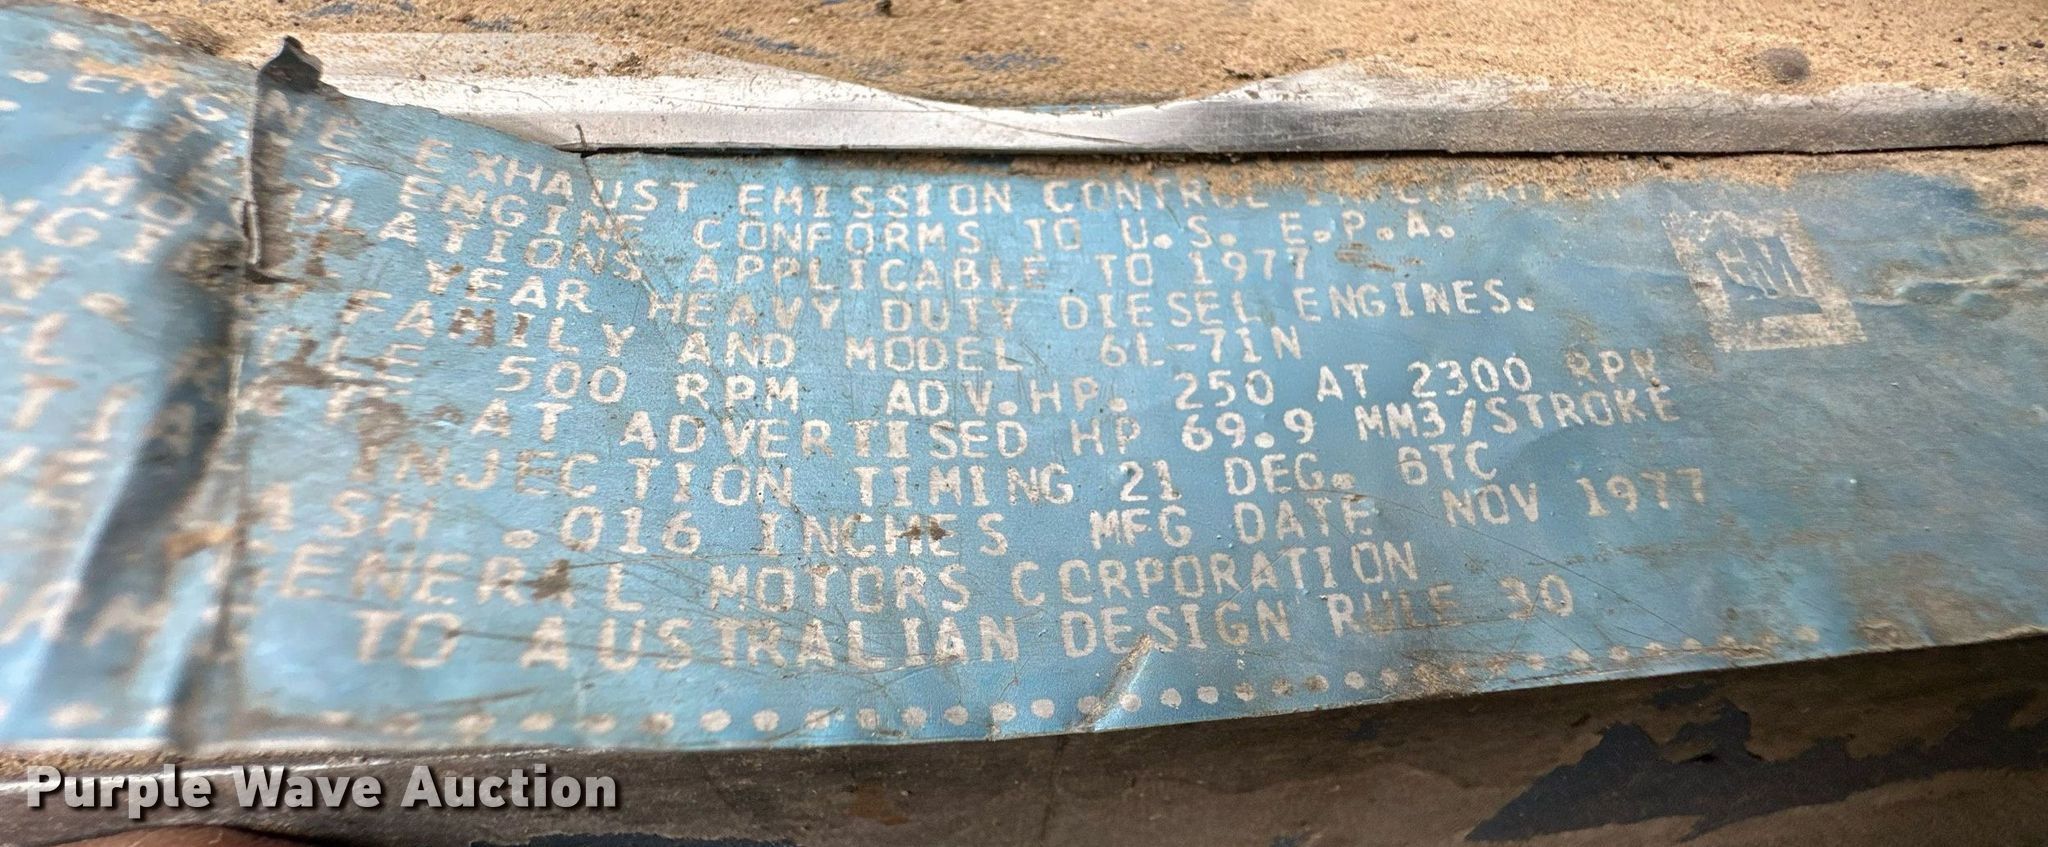 EXHAUST EMISSION CONTROL
ENGINE CONFORMS TO U.S. E.P.A.
APPLICABLE TO 1977
YEAR HEAVY DUTY DIESEL ENGINES.
FAMILY AND MODEL 6L-71N
500 RPM ADV.HP. 250 AT 2300 RPM
AT ADVERTISED HP 69.9 MM3/STROKE
INJECTION TIMING 21 DEG. BTC
.016 INCHES MFG DATE NOV 1977
GENERAL MOTORS CORPORATION
TO AUSTRALIAN DESIGN RULE 30
GM
Purple Wave Auction